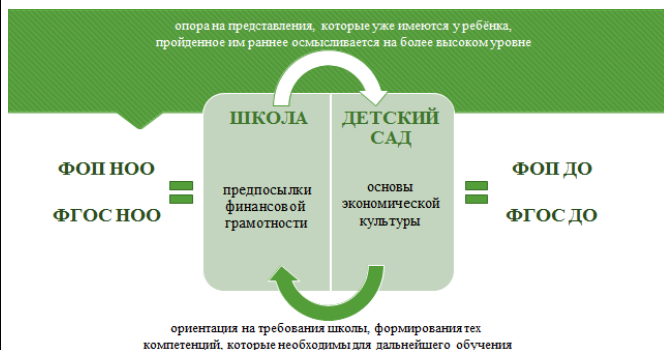 опора на представления, которые уже имеются у ребёнка,
пройденное им ранее осмысливается на более высоком уровне
ШКОЛА
предпосылки
финансовой
грамотности
ДЕТСКИЙ
САД
основы
экономической
культуры
ФОП НОО
ФГОС НОО
ФОП ДО
ФГОС ДО
ориентация на требования школы, формирования тех
компетенций, которые необходимы для дальнейшего обучения